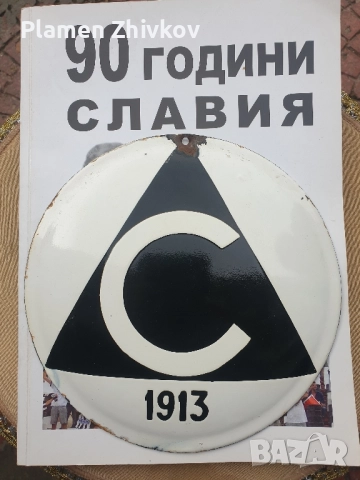 Plamen Zhivkov
90 ГОДИНИ
СЛАВИЯ
С
1913
BAZAR